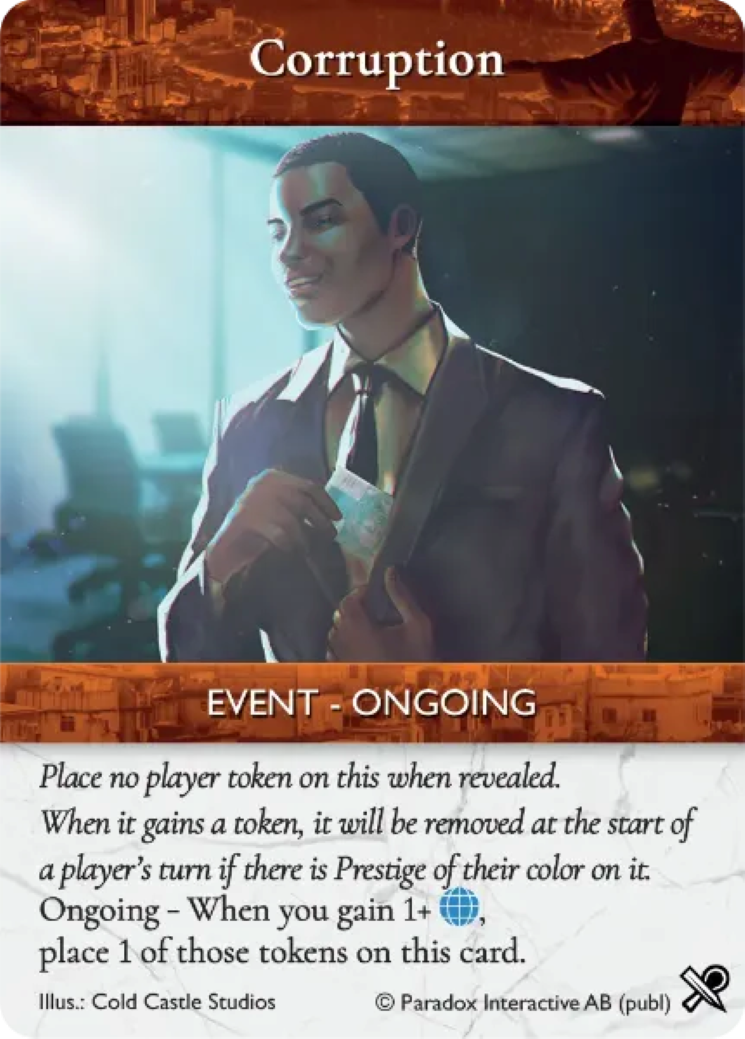 Corruption
EVENT - ONGOING
Place no player token on this when revealed.
When it gains a token, it will be removed at the start of
a player's turn if there is Prestige of their color on it.
Ongoing – When you gain 1+ ,
place 1 of those tokens on this card.
Illus.: Cold Castle Studios
© Paradox Interactive AB (publ)